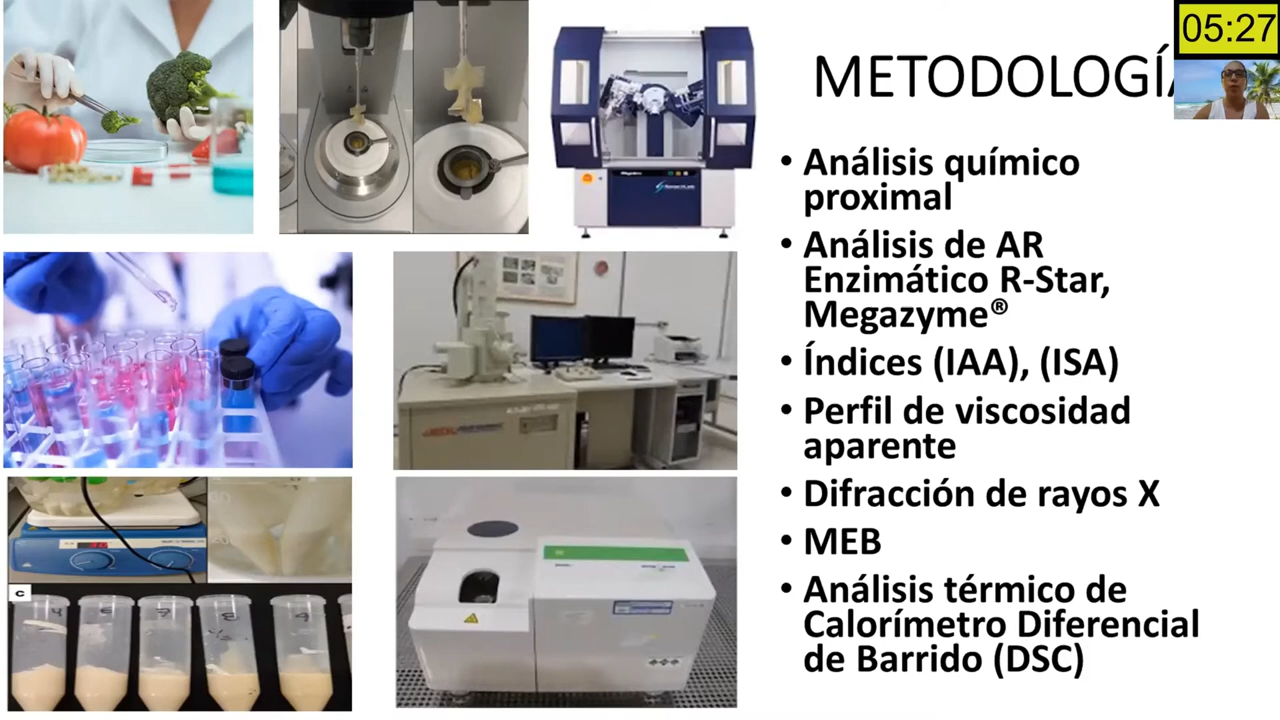 05:27
METODOLOGÍA
• Análisis químico
proximal
• Análisis de AR
Enzimático R-Star,
Megazyme®
• Índices (IAA), (ISA)
• Perfil de viscosidad
aparente
• Difracción de rayos X
• MEB
• Análisis térmico de
Calorímetro Diferencial
de Barrido (DSC)
c